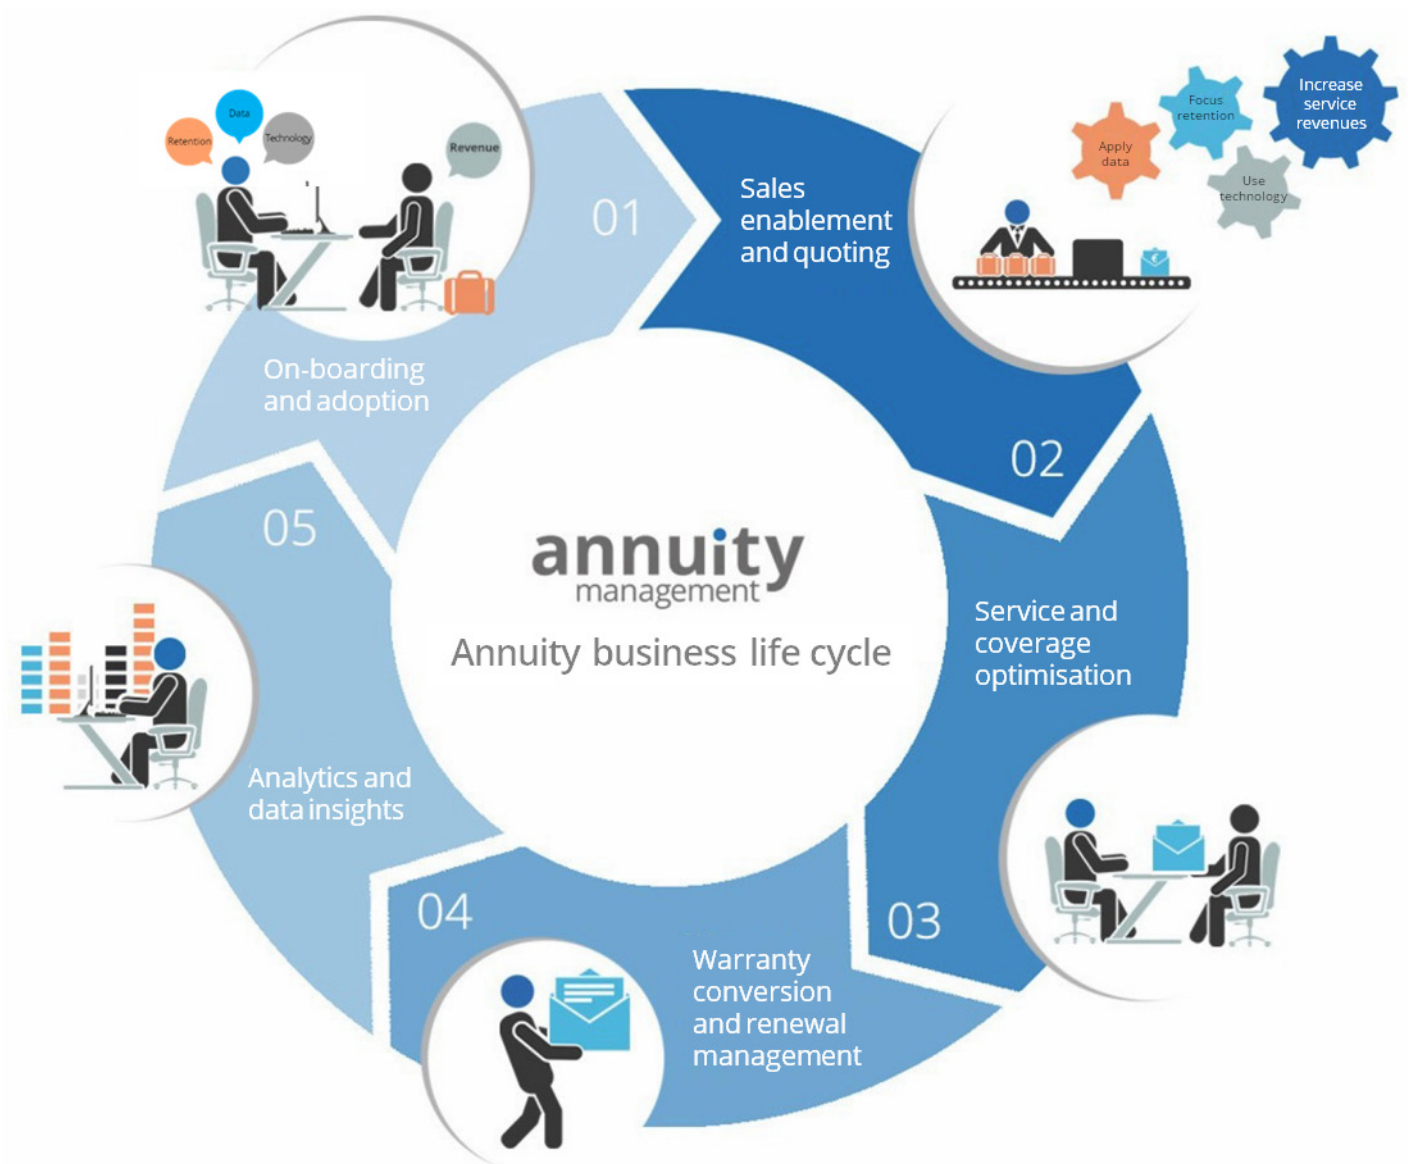 Retention
Data
Technology
Revenue
01
On-boarding
and adoption
Sales
enablement
and quoting
02
Apply
data
Focus
retention
Use
technology
Increase
service
revenues
€
Service and
coverage
optimisation
03
Warranty
conversion
and renewal
management
04
Analytics and
data insights
05
annuity
management
Annuity business life cycle